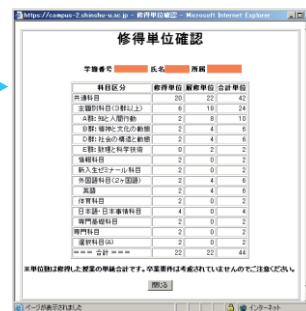 https://campus-2.shinshu-u.ac.jp - 修得単位確認 - Microsoft Internet Explorer
修得単位確認
学籍番号 氏名 所属
科目区分 修得単位 履修単位 合計単位
共通科目 20 22 42
主題別科目(3群以上) 6 18 24
A群:知と人間行動 2 8 10
B群:精神と文化の動態 2 4 6
D群:社会の構造と動態 2 4 6
E群:数理と科学技術 0 2 2
情報科目 2 0 2
新入生ゼミナール科目 2 0 2
外国語科目(2ヶ国語) 2 4 6
英語 2 4 6
体育科目 2 0 2
日本語・日本事情科目 4 0 4
専門基礎科目 2 0 2
専門科目 2 0 2
選択科目(A) 2 0 2
=== 合計 === 22 22 44
※単位数は修得した授業の単純合計です。卒業要件は考慮されていませんのでご注意ください。
閉じる
ページが表示されました インターネット